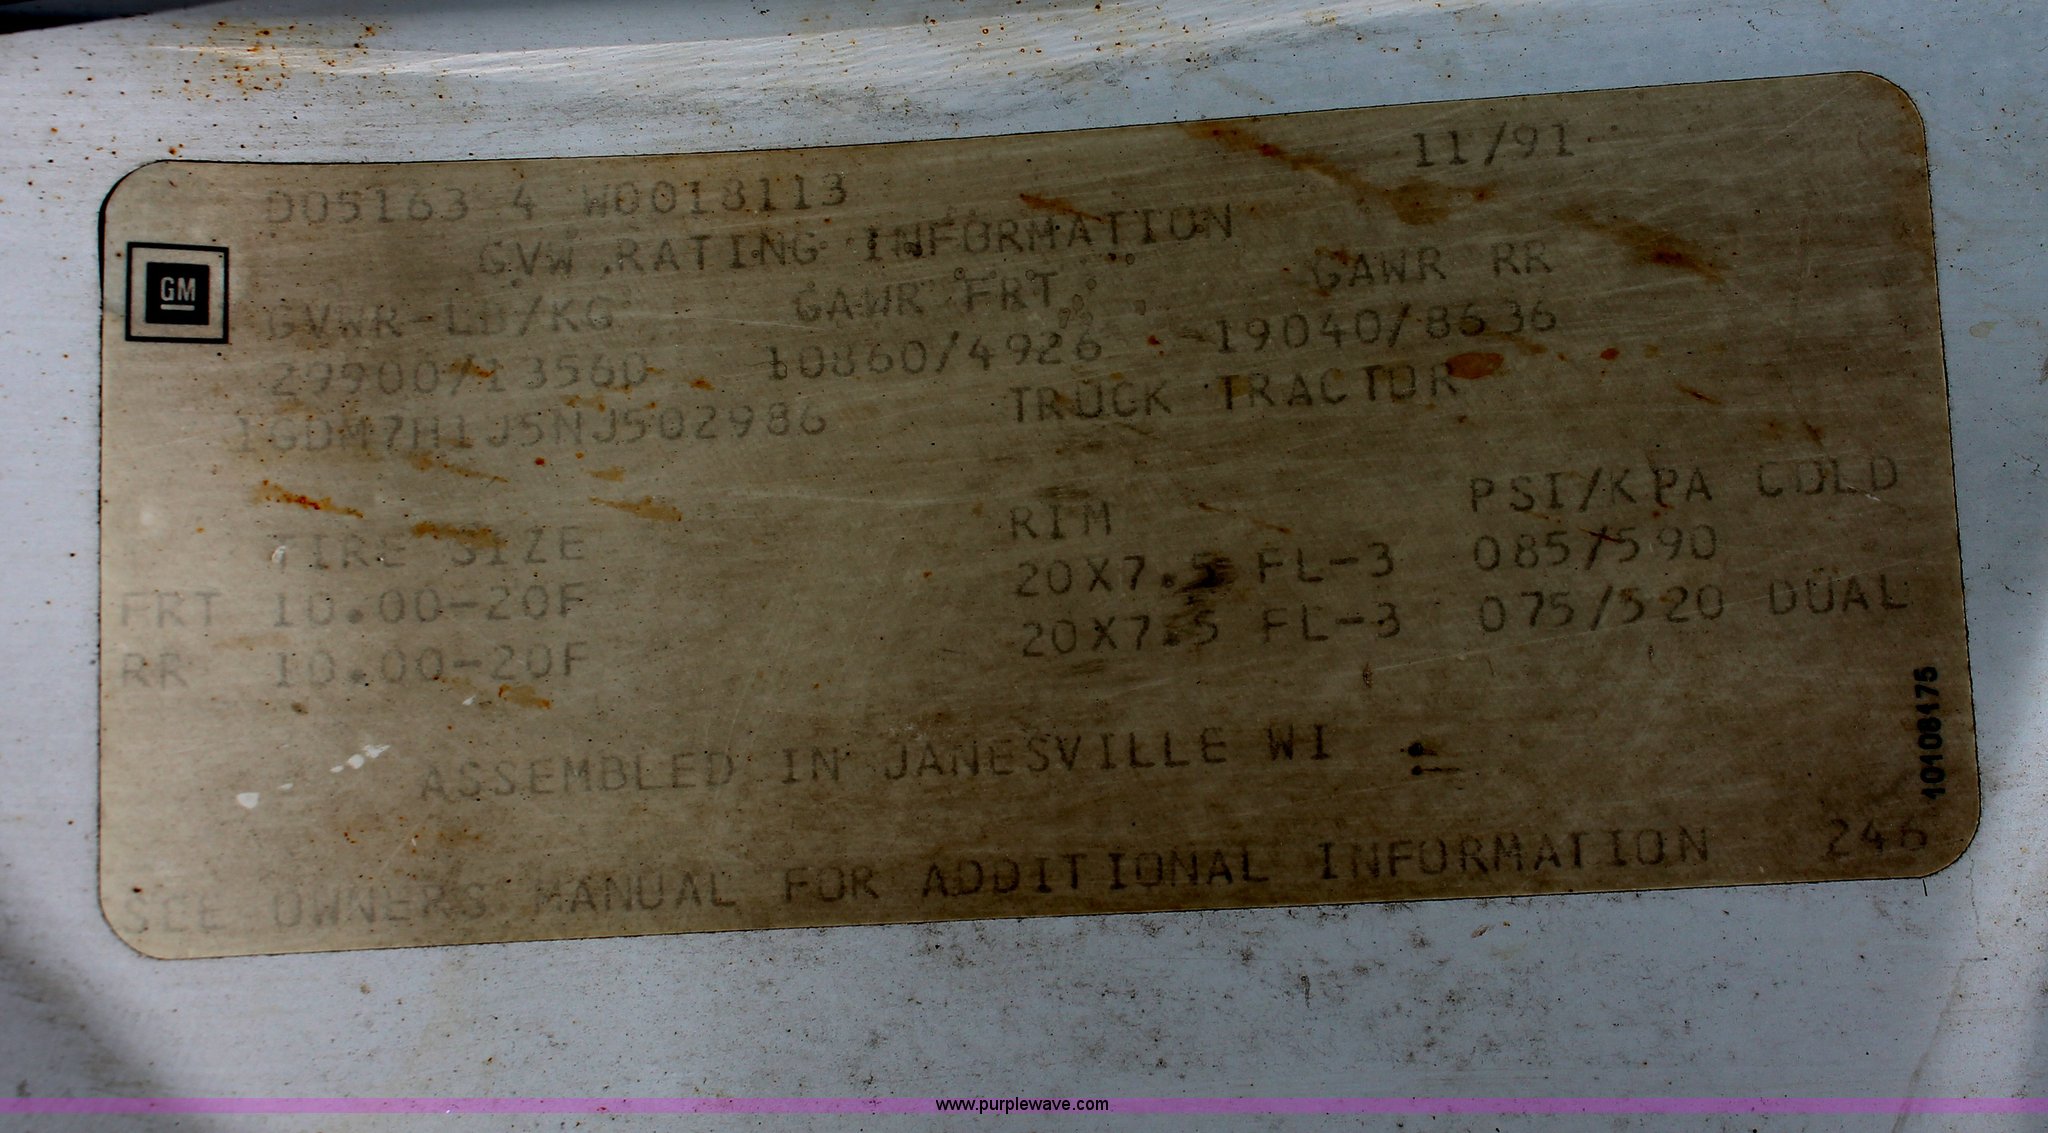 D05163 4 W0018113 11/91
GVW RATING INFORMATION
GM
GVWR-LB/KG GAWR FRT GAWR RR
29900/13560 10860/4926 19040/8636
1GDM7H1J5NJ502986 TRUCK TRACTOR
TIRE SIZE RIM PSI/KPA COLD
FRT 10.00-20F 20X7.5 FL-3 085/590
RR 10.00-20F 20X7.5 FL-3 075/520 DUAL
10108175
ASSEMBLED IN JANESVILLE WI
SEE OWNERS MANUAL FOR ADDITIONAL INFORMATION 246
www.purplewave.com